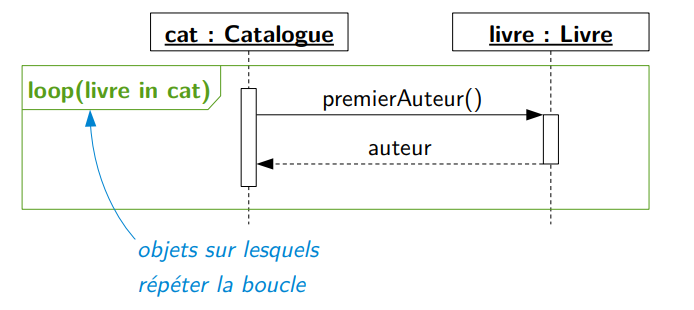 cat : Catalogue
livre : Livre
loop(livre in cat)
premierAuteur()
auteur
objets sur lesquels
répéter la boucle